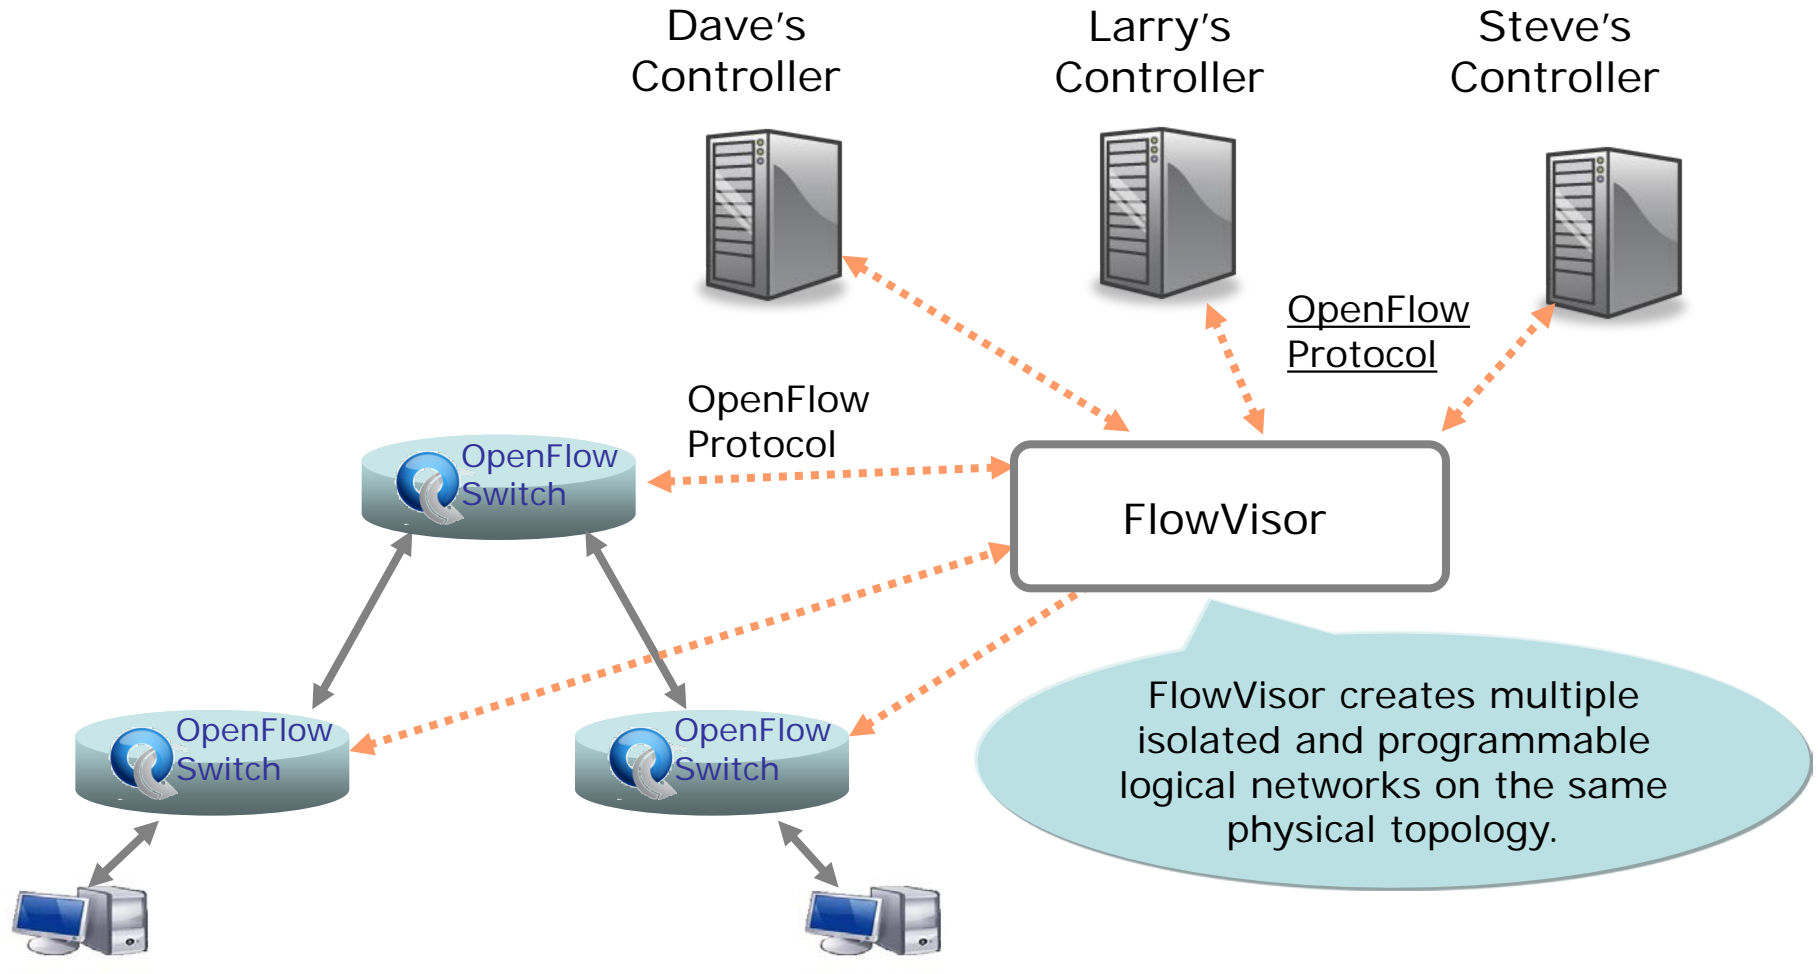 Dave's
Controller
Larry's
Controller
Steve's
Controller
OpenFlow
Protocol
OpenFlow
Protocol
OpenFlow
Switch
FlowVisor
OpenFlow
Switch
OpenFlow
Switch
FlowVisor creates multiple
isolated and programmable
logical networks on the same
physical topology.